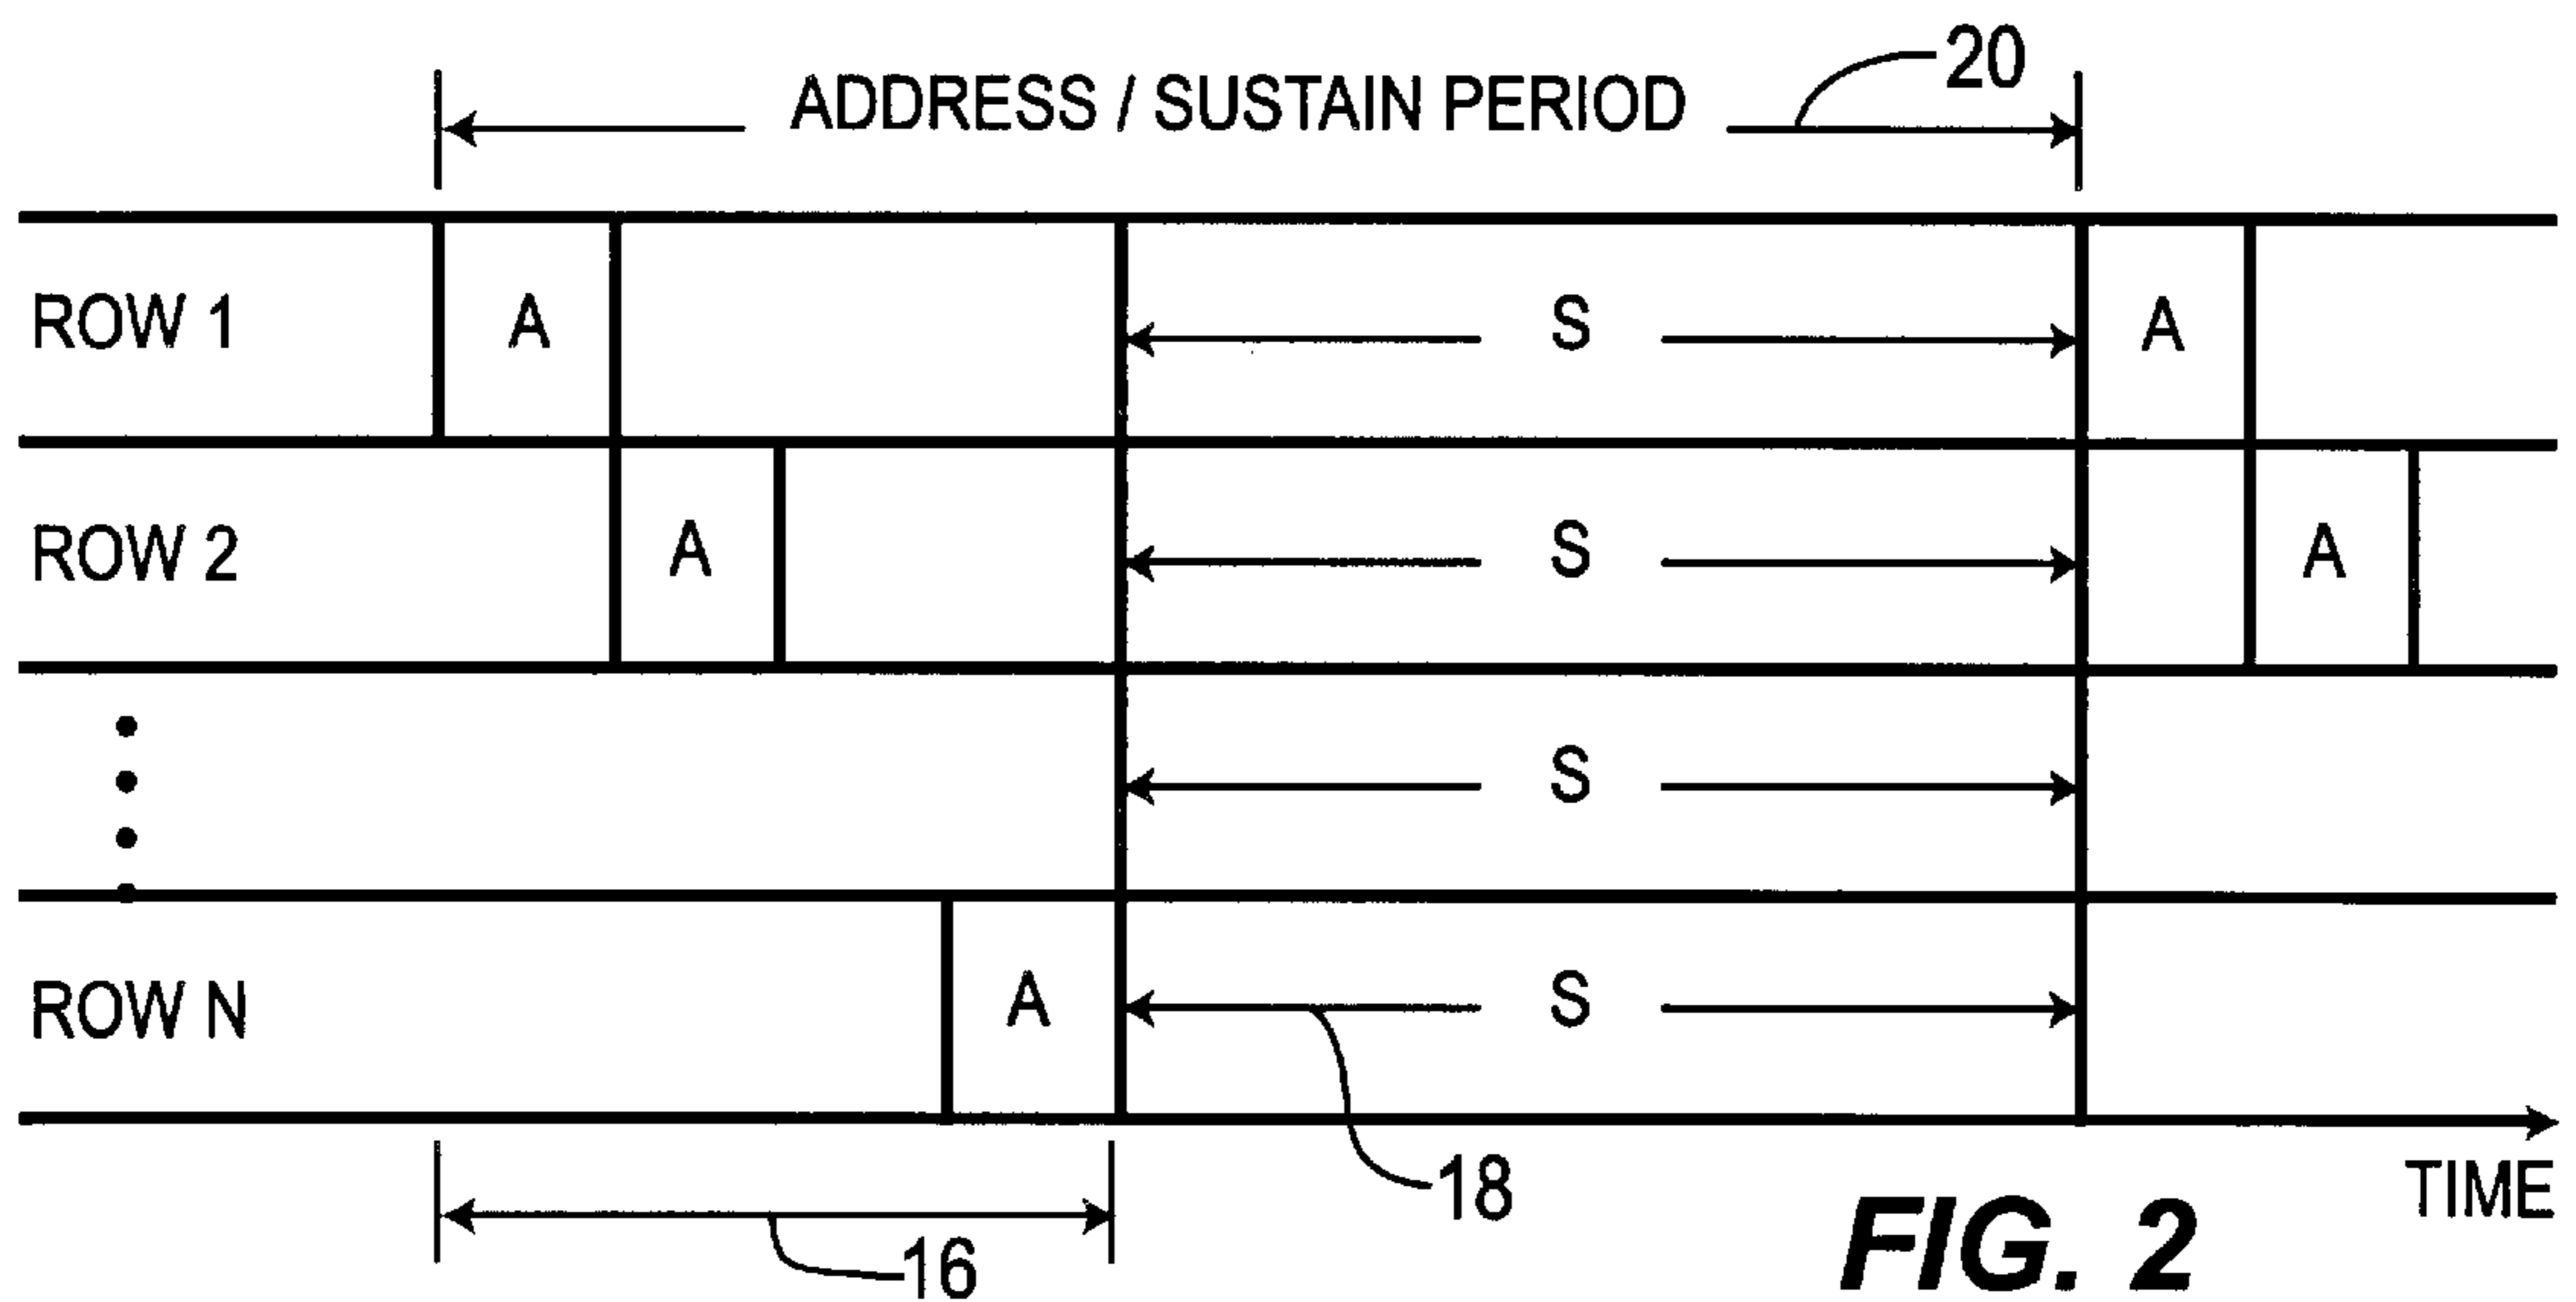 20
ADDRESS / SUSTAIN PERIOD
ROW 1 A S A
ROW 2 A S A
S
ROW N A S
18
TIME
16
FIG. 2